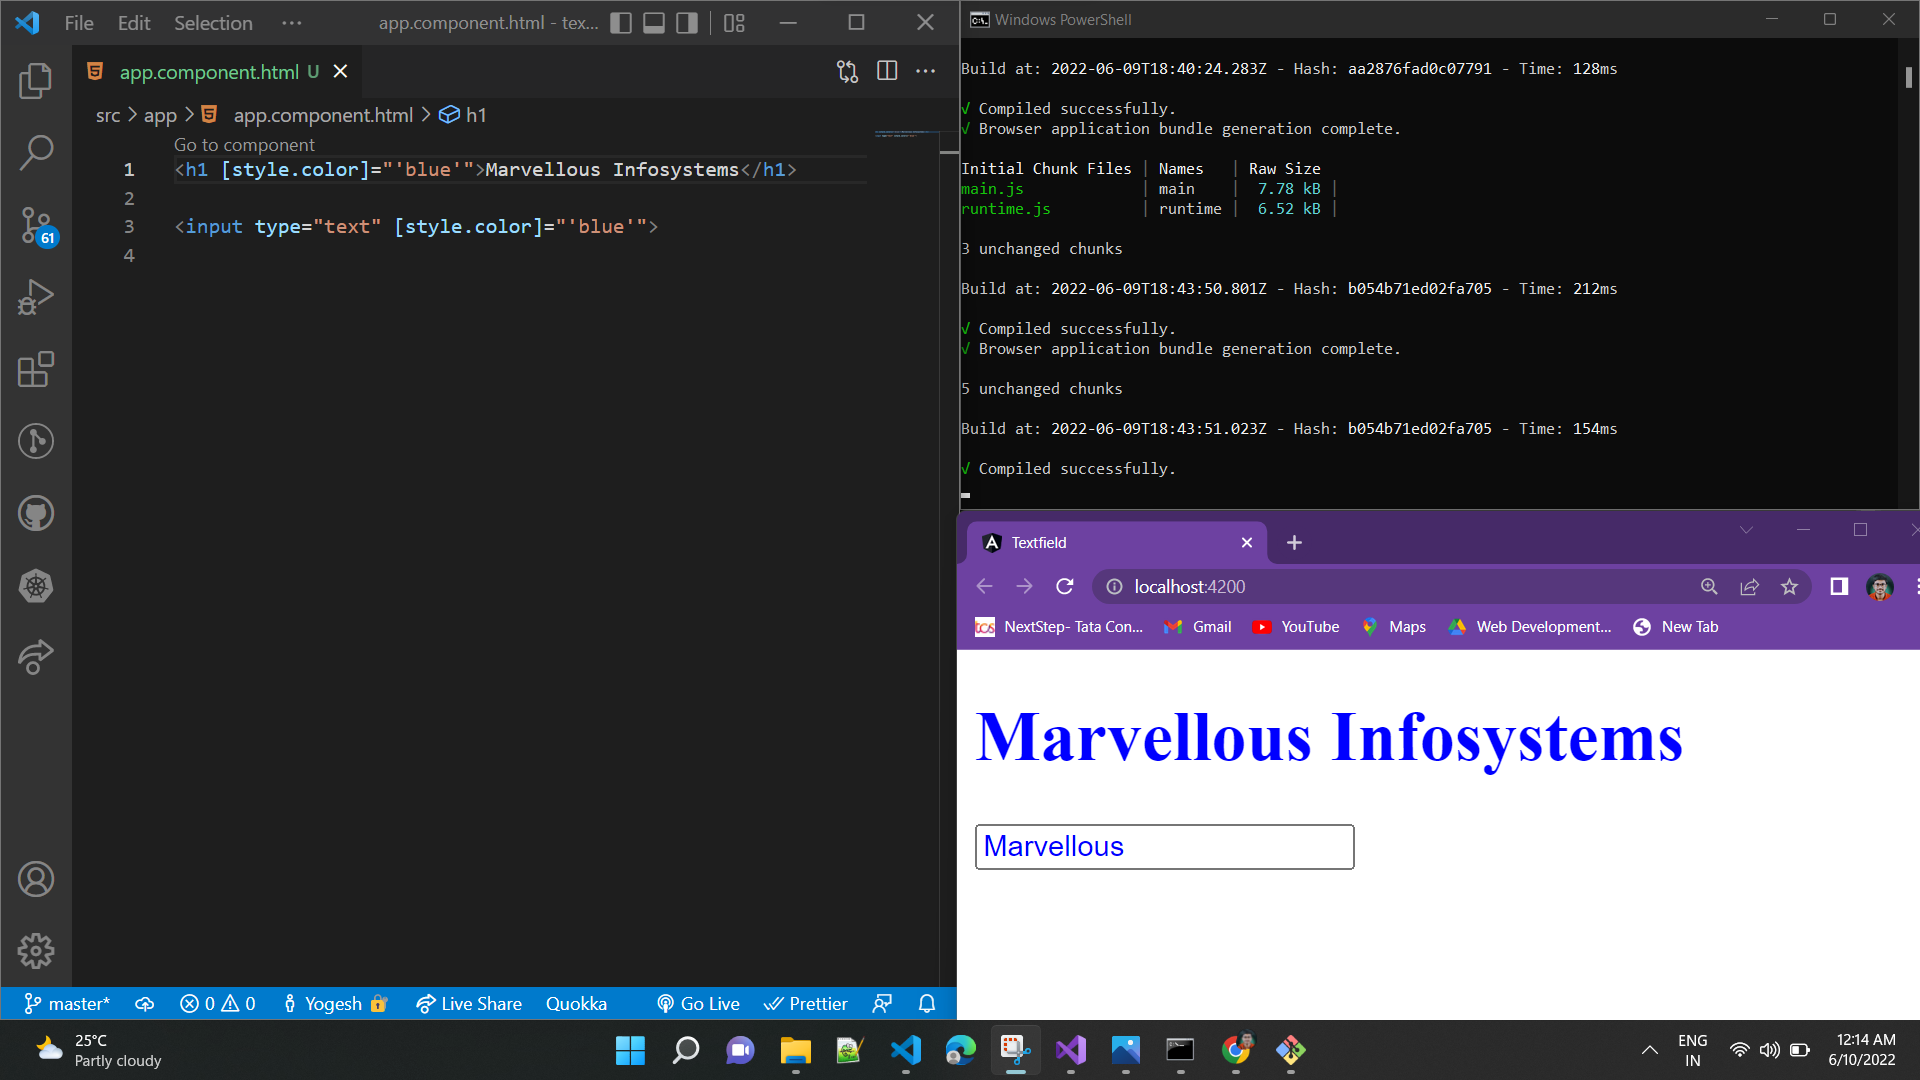 File Edit Selection ··· app.component.html - tex...
app.component.html U
src > app > app.component.html > h1
Go to component
1 <h1 [style.color]="'blue'">Marvellous Infosystems</h1>
2
3 <input type="text" [style.color]="'blue'">
4
61
master* 0 0 Yogesh Live Share Quokka Go Live Prettier
Windows PowerShell
Build at: 2022-06-09T18:40:24.283Z - Hash: aa2876fad0c07791 - Time: 128ms
√ Compiled successfully.
√ Browser application bundle generation complete.
Initial Chunk Files | Names | Raw Size
main.js | main | 7.78 kB |
runtime.js | runtime | 6.52 kB |
3 unchanged chunks
Build at: 2022-06-09T18:43:50.801Z - Hash: b054b71ed02fa705 - Time: 212ms
√ Compiled successfully.
√ Browser application bundle generation complete.
5 unchanged chunks
Build at: 2022-06-09T18:43:51.023Z - Hash: b054b71ed02fa705 - Time: 154ms
√ Compiled successfully.
Textfield
localhost:4200
tcs NextStep- Tata Con... Gmail YouTube Maps Web Development... New Tab
Marvellous Infosystems
Marvellous
25°C
Partly cloudy
ENG
IN
12:14 AM
6/10/2022